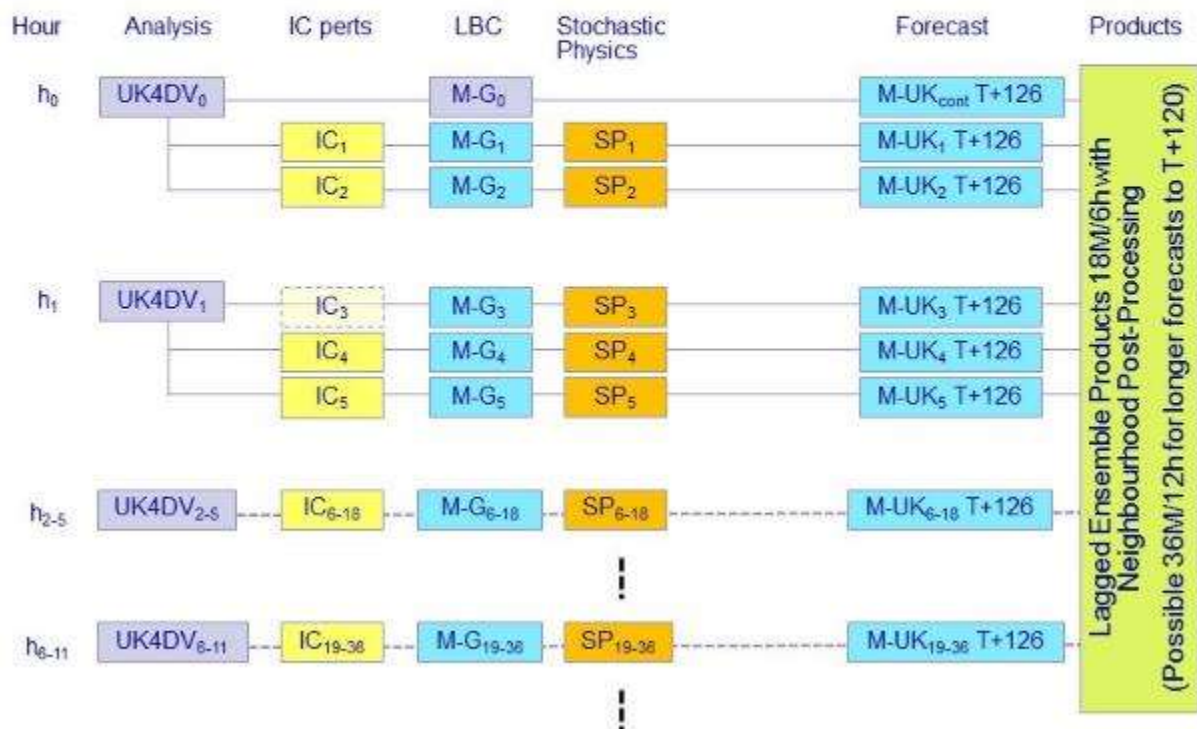 Hour Analysis IC perts LBC Stochastic Physics Forecast Products
h₀ UK4DV₀ M-G₀ M-UKcont T+126
IC₁ M-G₁ SP₁ M-UK₁ T+126
IC₂ M-G₂ SP₂ M-UK₂ T+126
h₁ UK4DV₁ IC₃ M-G₃ SP₃ M-UK₃ T+126
IC₄ M-G₄ SP₄ M-UK₄ T+126
IC₅ M-G₅ SP₅ M-UK₅ T+126
h₂₋₅ UK4DV₂₋₅ IC₆₋₁₈ M-G₆₋₁₈ SP₆₋₁₈ M-UK₆₋₁₈ T+126
h₆₋₁₁ UK4DV₆₋₁₁ IC₁₉₋₃₆ M-G₁₉₋₃₆ SP₁₉₋₃₆ M-UK₁₉₋₃₆ T+126
Lagged Ensemble Products 18M/6h with
Neighbourhood Post-Processing
(Possible 36M/12h for longer forecasts to T+120)